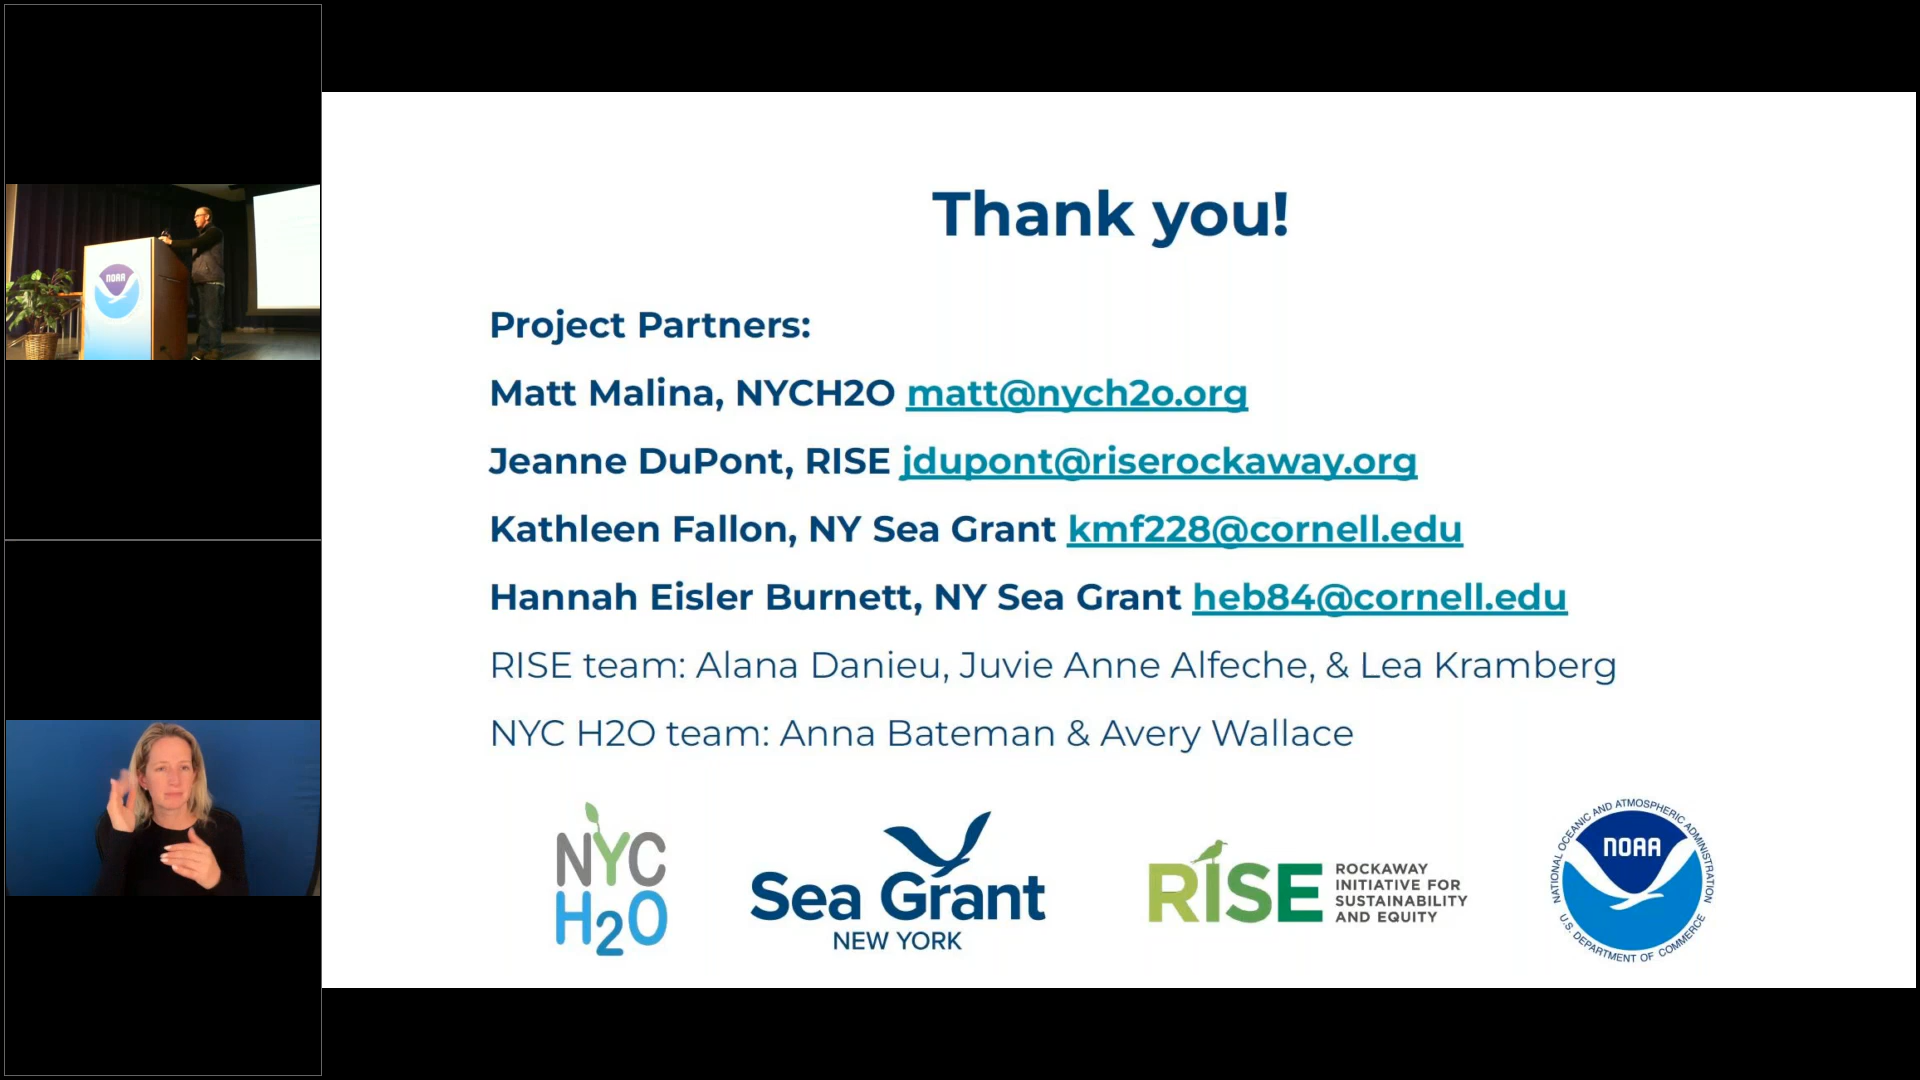 NOAA
Thank you!
Project Partners:
Matt Malina, NYCH2O matt@nych2o.org
Jeanne DuPont, RISE jdupont@riserockaway.org
Kathleen Fallon, NY Sea Grant kmf228@cornell.edu
Hannah Eisler Burnett, NY Sea Grant heb84@cornell.edu
RISE team: Alana Danieu, Juvie Anne Alfeche, & Lea Kramberg
NYC H2O team: Anna Bateman & Avery Wallace
NYC
H2O
Sea Grant
NEW YORK
RISE
ROCKAWAY
INITIATIVE FOR
SUSTAINABILITY
AND EQUITY
NATIONAL OCEANIC AND ATMOSPHERIC ADMINISTRATION
NOAA
U.S. DEPARTMENT OF COMMERCE